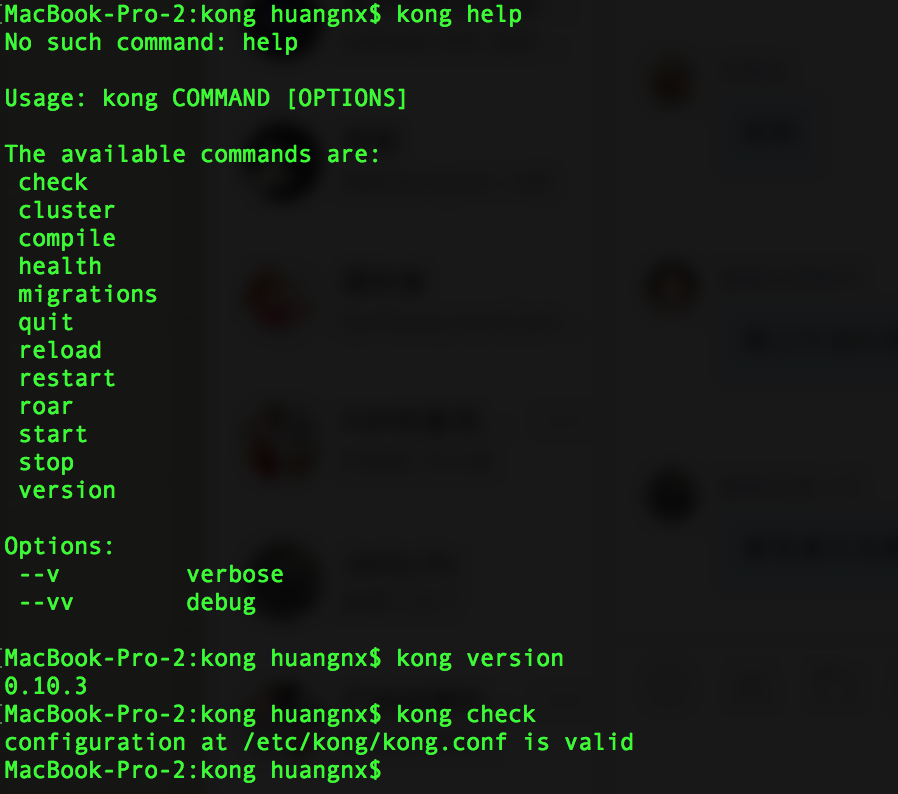 MacBook-Pro-2:kong huangnx$ kong help
No such command: help
Usage: kong COMMAND [OPTIONS]
The available commands are:
check
cluster
compile
health
migrations
quit
reload
restart
roar
start
stop
version
Options:
--v verbose
--vv debug
[MacBook-Pro-2:kong huangnx$ kong version
0.10.3
[MacBook-Pro-2:kong huangnx$ kong check
configuration at /etc/kong/kong.conf is valid
MacBook-Pro-2:kong huangnx$